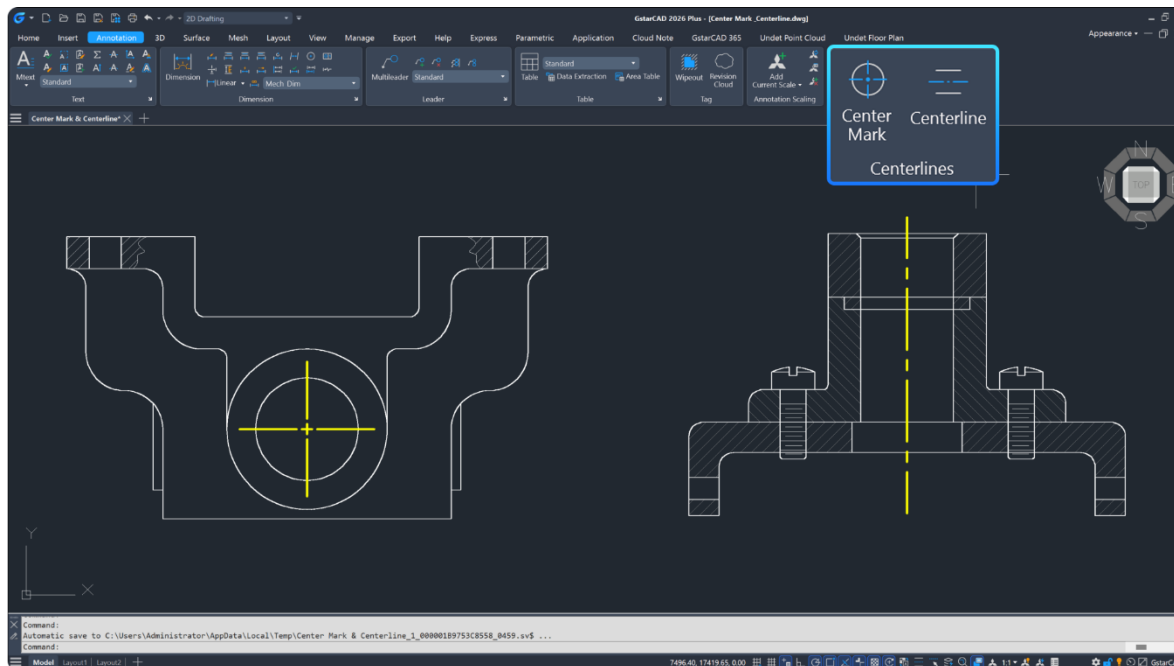 2D Drafting
GstarCAD 2026 Plus - [Center Mark _Centerline.dwg]
Home Insert Annotation 3D Surface Mesh Layout View Manage Export Help Express Parametric Application Cloud Note GstarCAD 365 Undet Point Cloud Undet Floor Plan Appearance
Mtext
Standard
Text
Dimension
Linear
Mech Dim
Dimension
Multileader
Standard
Leader
Table
Standard
Data Extraction
Area Table
Table
Wipeout
Revision
Cloud
Tag
Add
Current Scale
Annotation Scaling
Center
Mark
Centerline
Centerlines
Center Mark & Centerline*
N
W
TOP
S
Y
X
Command:
Automatic save to C:\Users\Administrator\AppData\Local\Temp\Center Mark & Centerline_1_000001B9753C8558_0459.sv$ ...
Command:
Model Layout1 Layout2
7496.40, 17419.65, 0.00
1:1